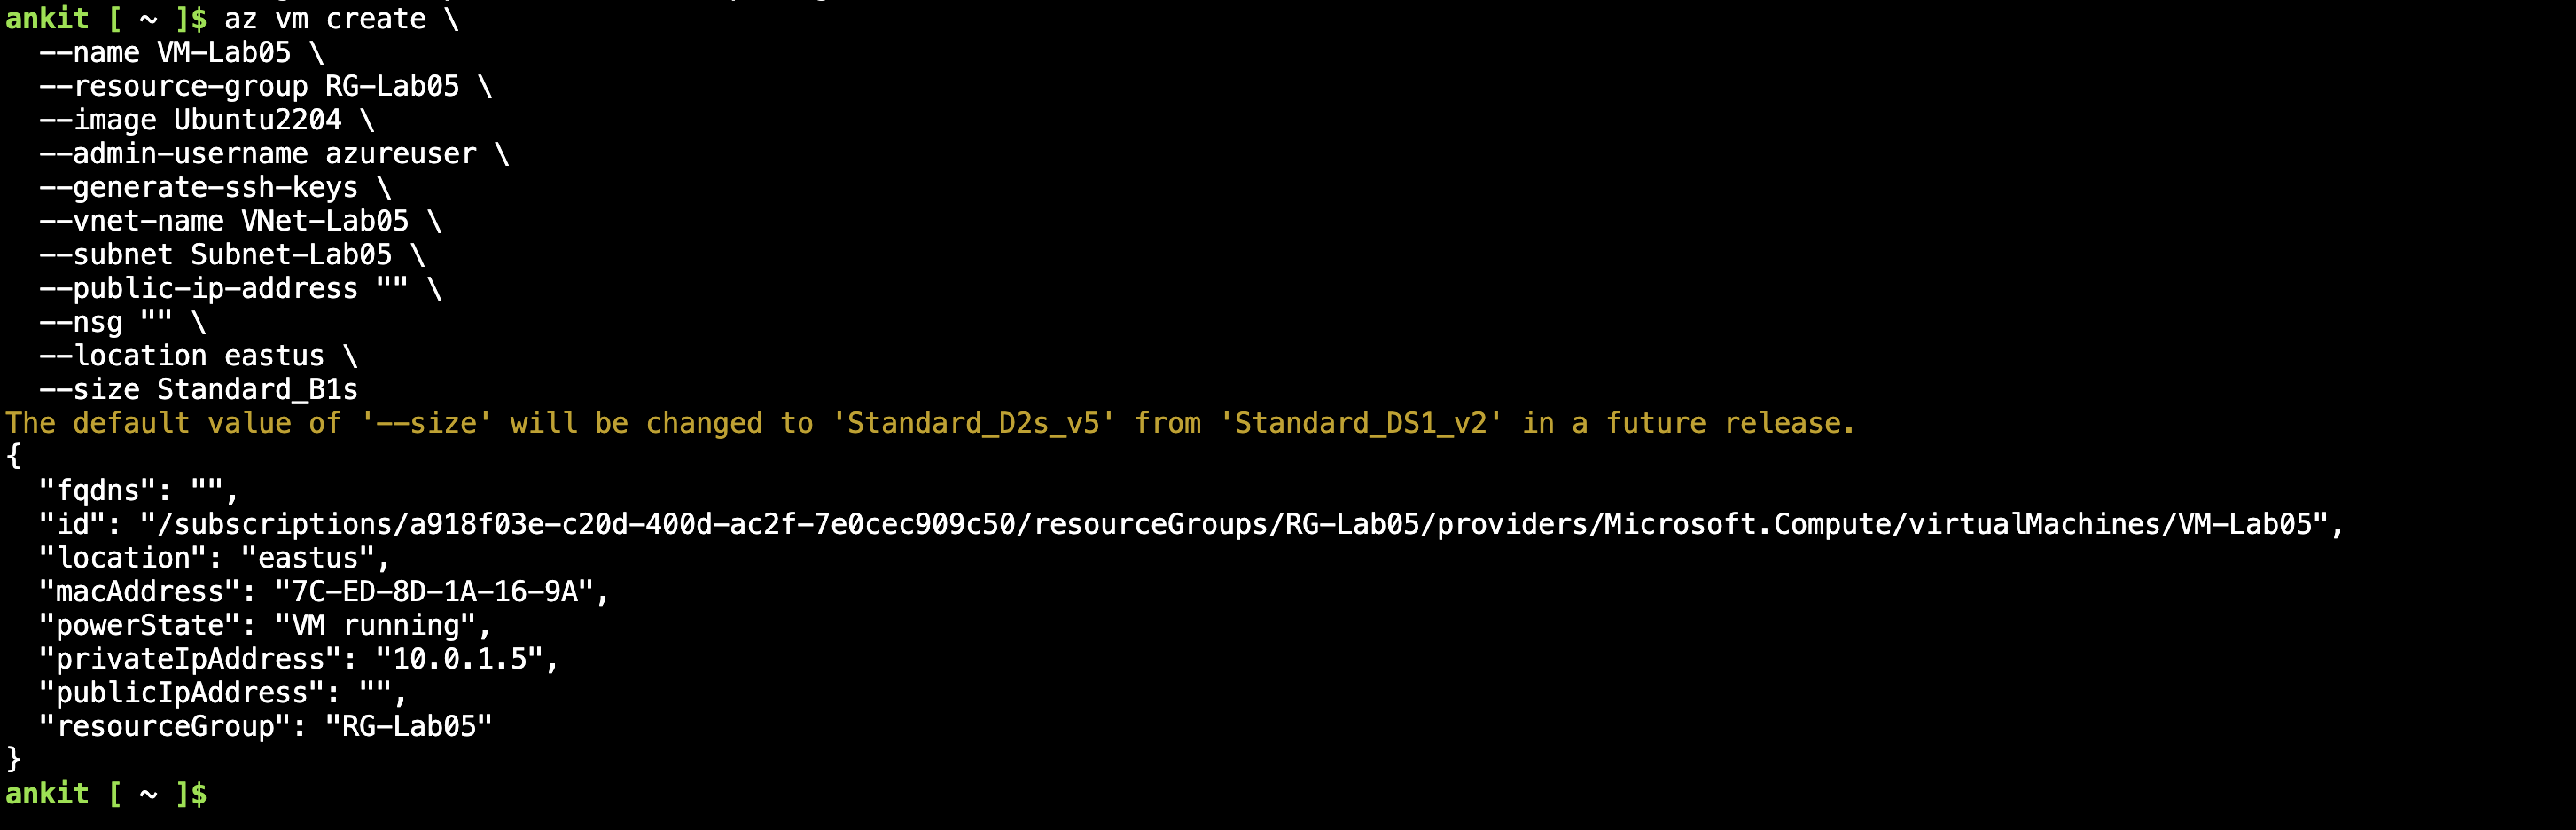 ankit [ ~ ]$ az vm create \
  --name VM-Lab05 \
  --resource-group RG-Lab05 \
  --image Ubuntu2204 \
  --admin-username azureuser \
  --generate-ssh-keys \
  --vnet-name VNet-Lab05 \
  --subnet Subnet-Lab05 \
  --public-ip-address "" \
  --nsg "" \
  --location eastus \
  --size Standard_B1s
The default value of '--size' will be changed to 'Standard_D2s_v5' from 'Standard_DS1_v2' in a future release.
{
  "fqdns": "",
  "id": "/subscriptions/a918f03e-c20d-400d-ac2f-7e0cec909c50/resourceGroups/RG-Lab05/providers/Microsoft.Compute/virtualMachines/VM-Lab05",
  "location": "eastus",
  "macAddress": "7C-ED-8D-1A-16-9A",
  "powerState": "VM running",
  "privateIpAddress": "10.0.1.5",
  "publicIpAddress": "",
  "resourceGroup": "RG-Lab05"
}
ankit [ ~ ]$